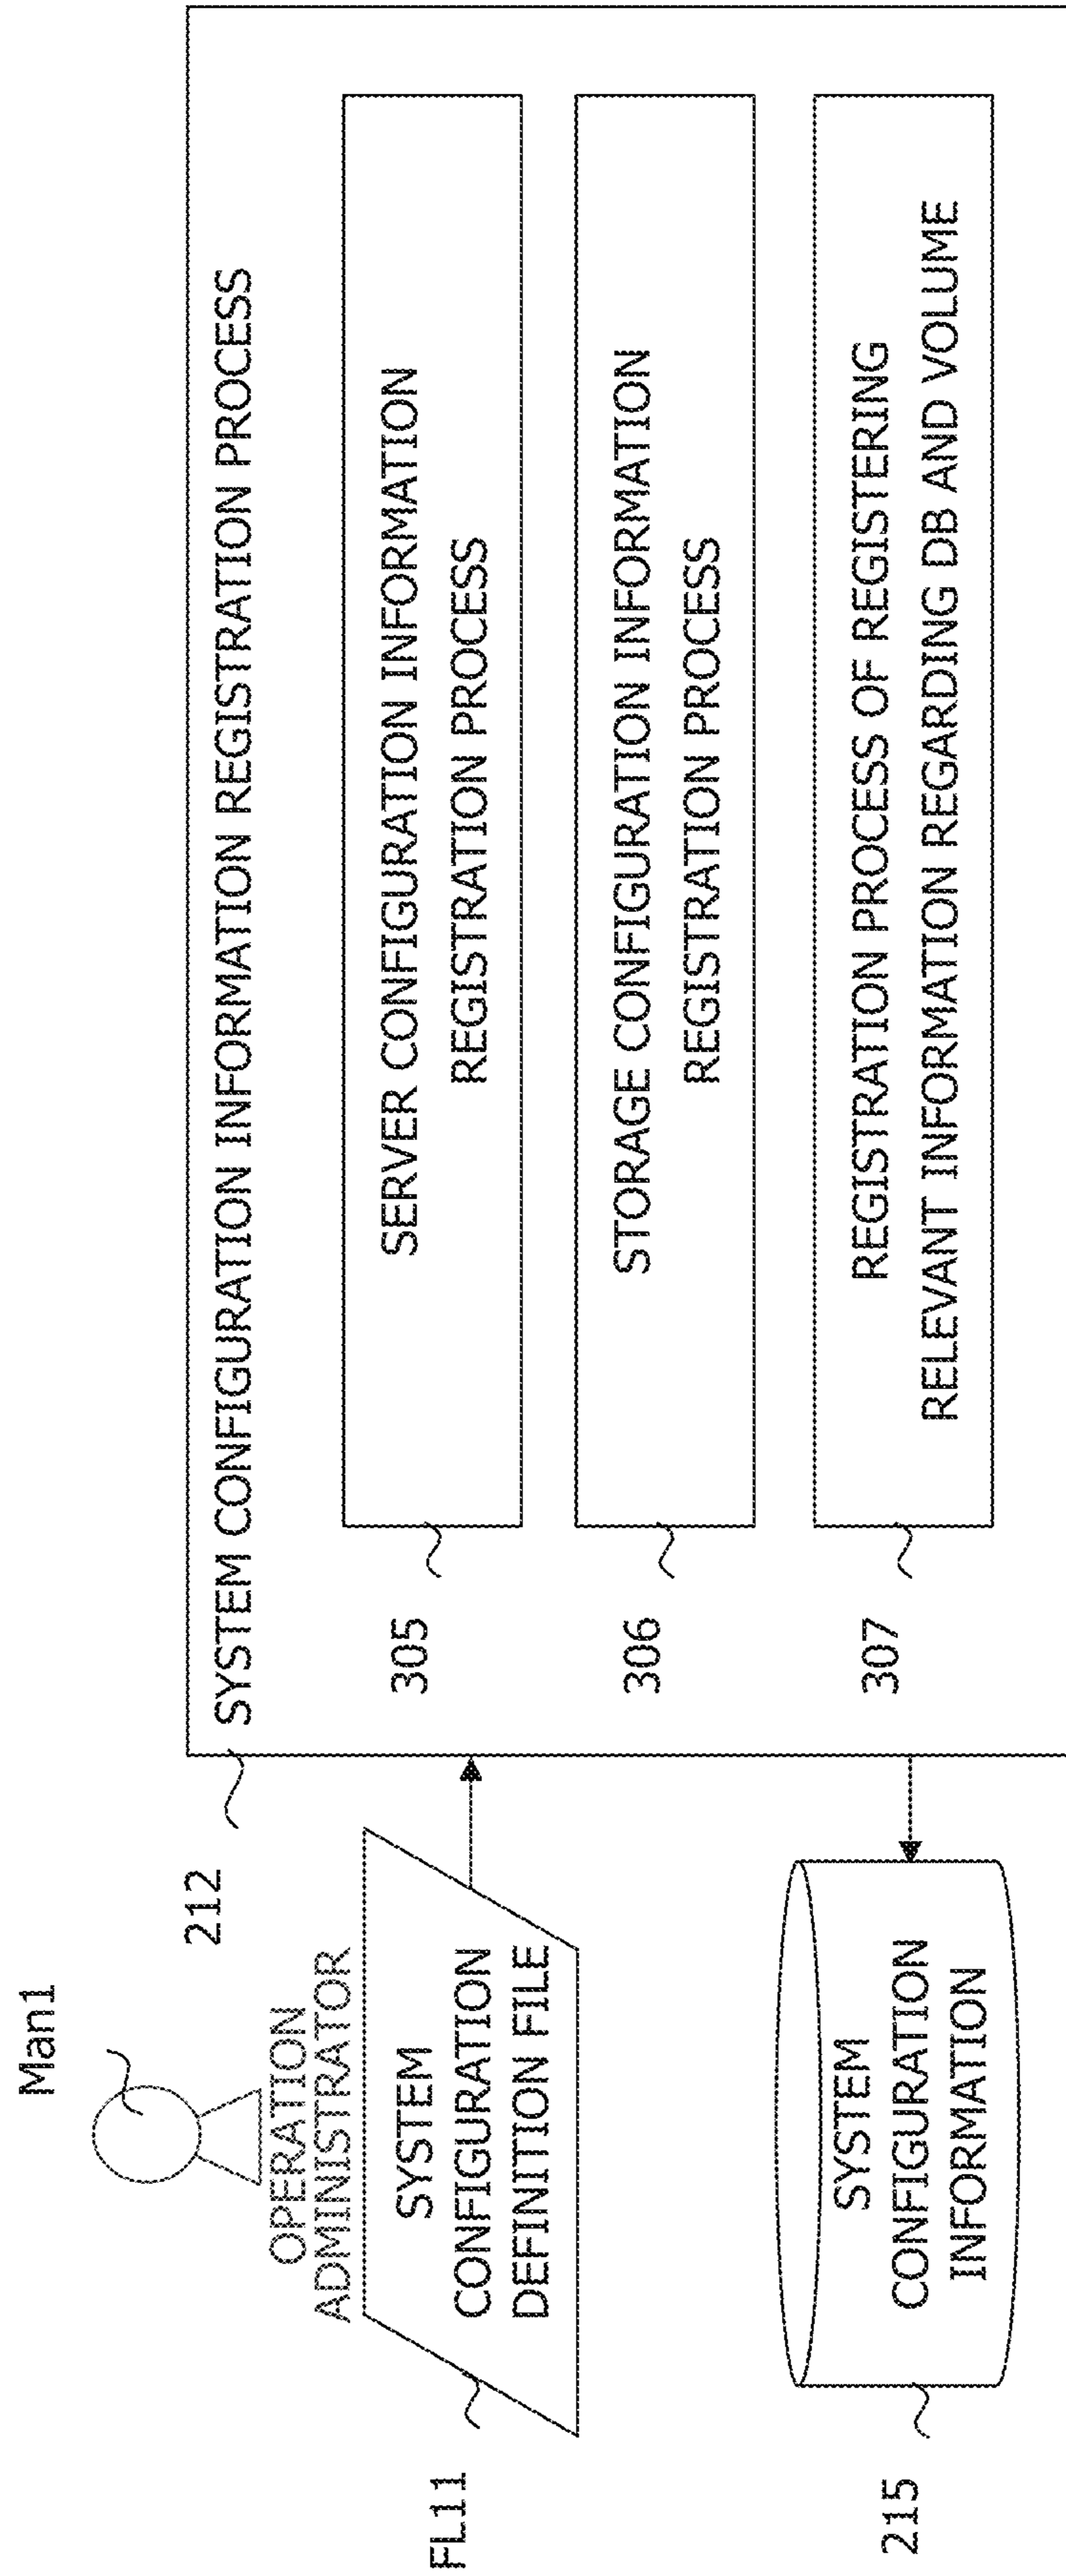 Man1
OPERATION
ADMINISTRATOR
FL11
SYSTEM
CONFIGURATION
DEFINITION FILE
215
SYSTEM
CONFIGURATION
INFORMATION
212
SYSTEM CONFIGURATION INFORMATION REGISTRATION PROCESS
305
SERVER CONFIGURATION INFORMATION
REGISTRATION PROCESS
306
STORAGE CONFIGURATION INFORMATION
REGISTRATION PROCESS
307
REGISTRATION PROCESS OF REGISTERING
RELEVANT INFORMATION REGARDING DB AND VOLUME